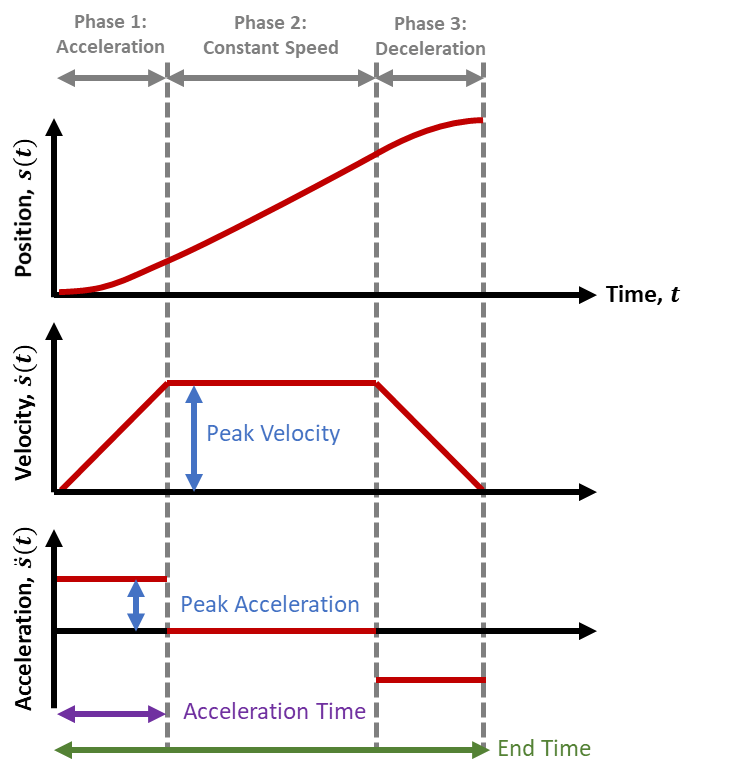 Phase 1:
Acceleration
Phase 2:
Constant Speed
Phase 3:
Deceleration
Position, s(t)
Time, t
Velocity, ṡ(t)
Peak Velocity
Acceleration, s̈(t)
Peak Acceleration
Acceleration Time
End Time